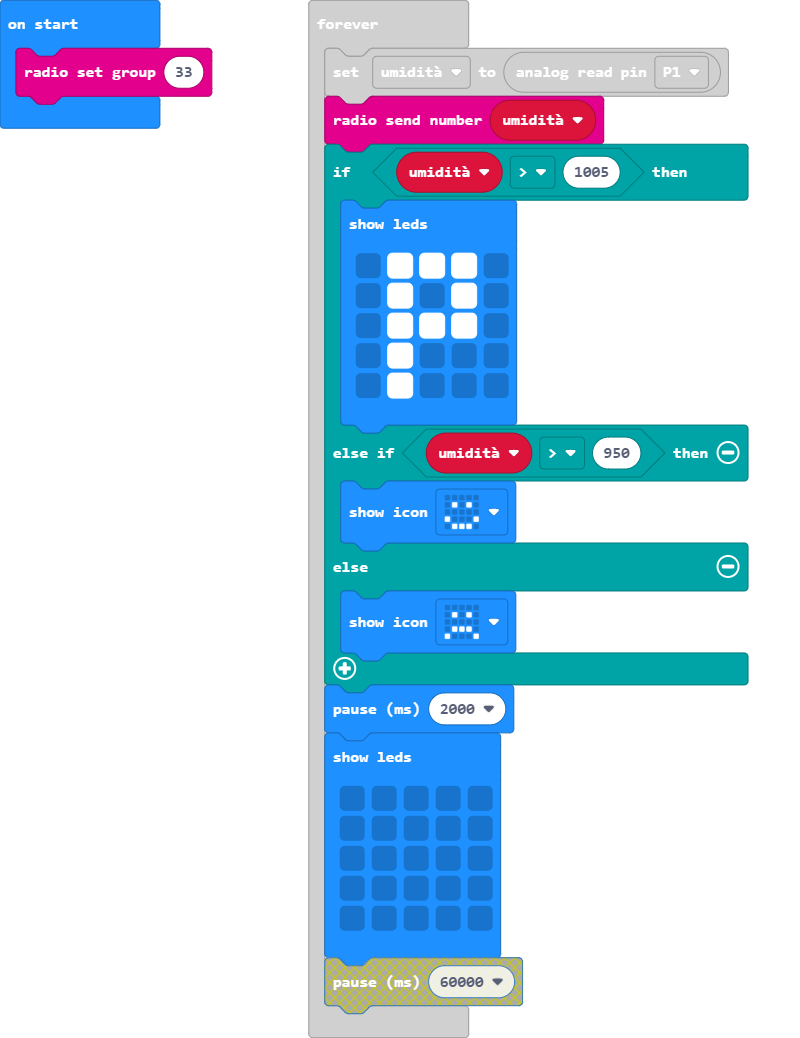 on start
radio set group 33
forever
set umidità to analog read pin P1
radio send number umidità
if umidità > 1005 then
show leds
else if umidità > 950 then
show icon
else
show icon
pause (ms) 2000
show leds
pause (ms) 60000